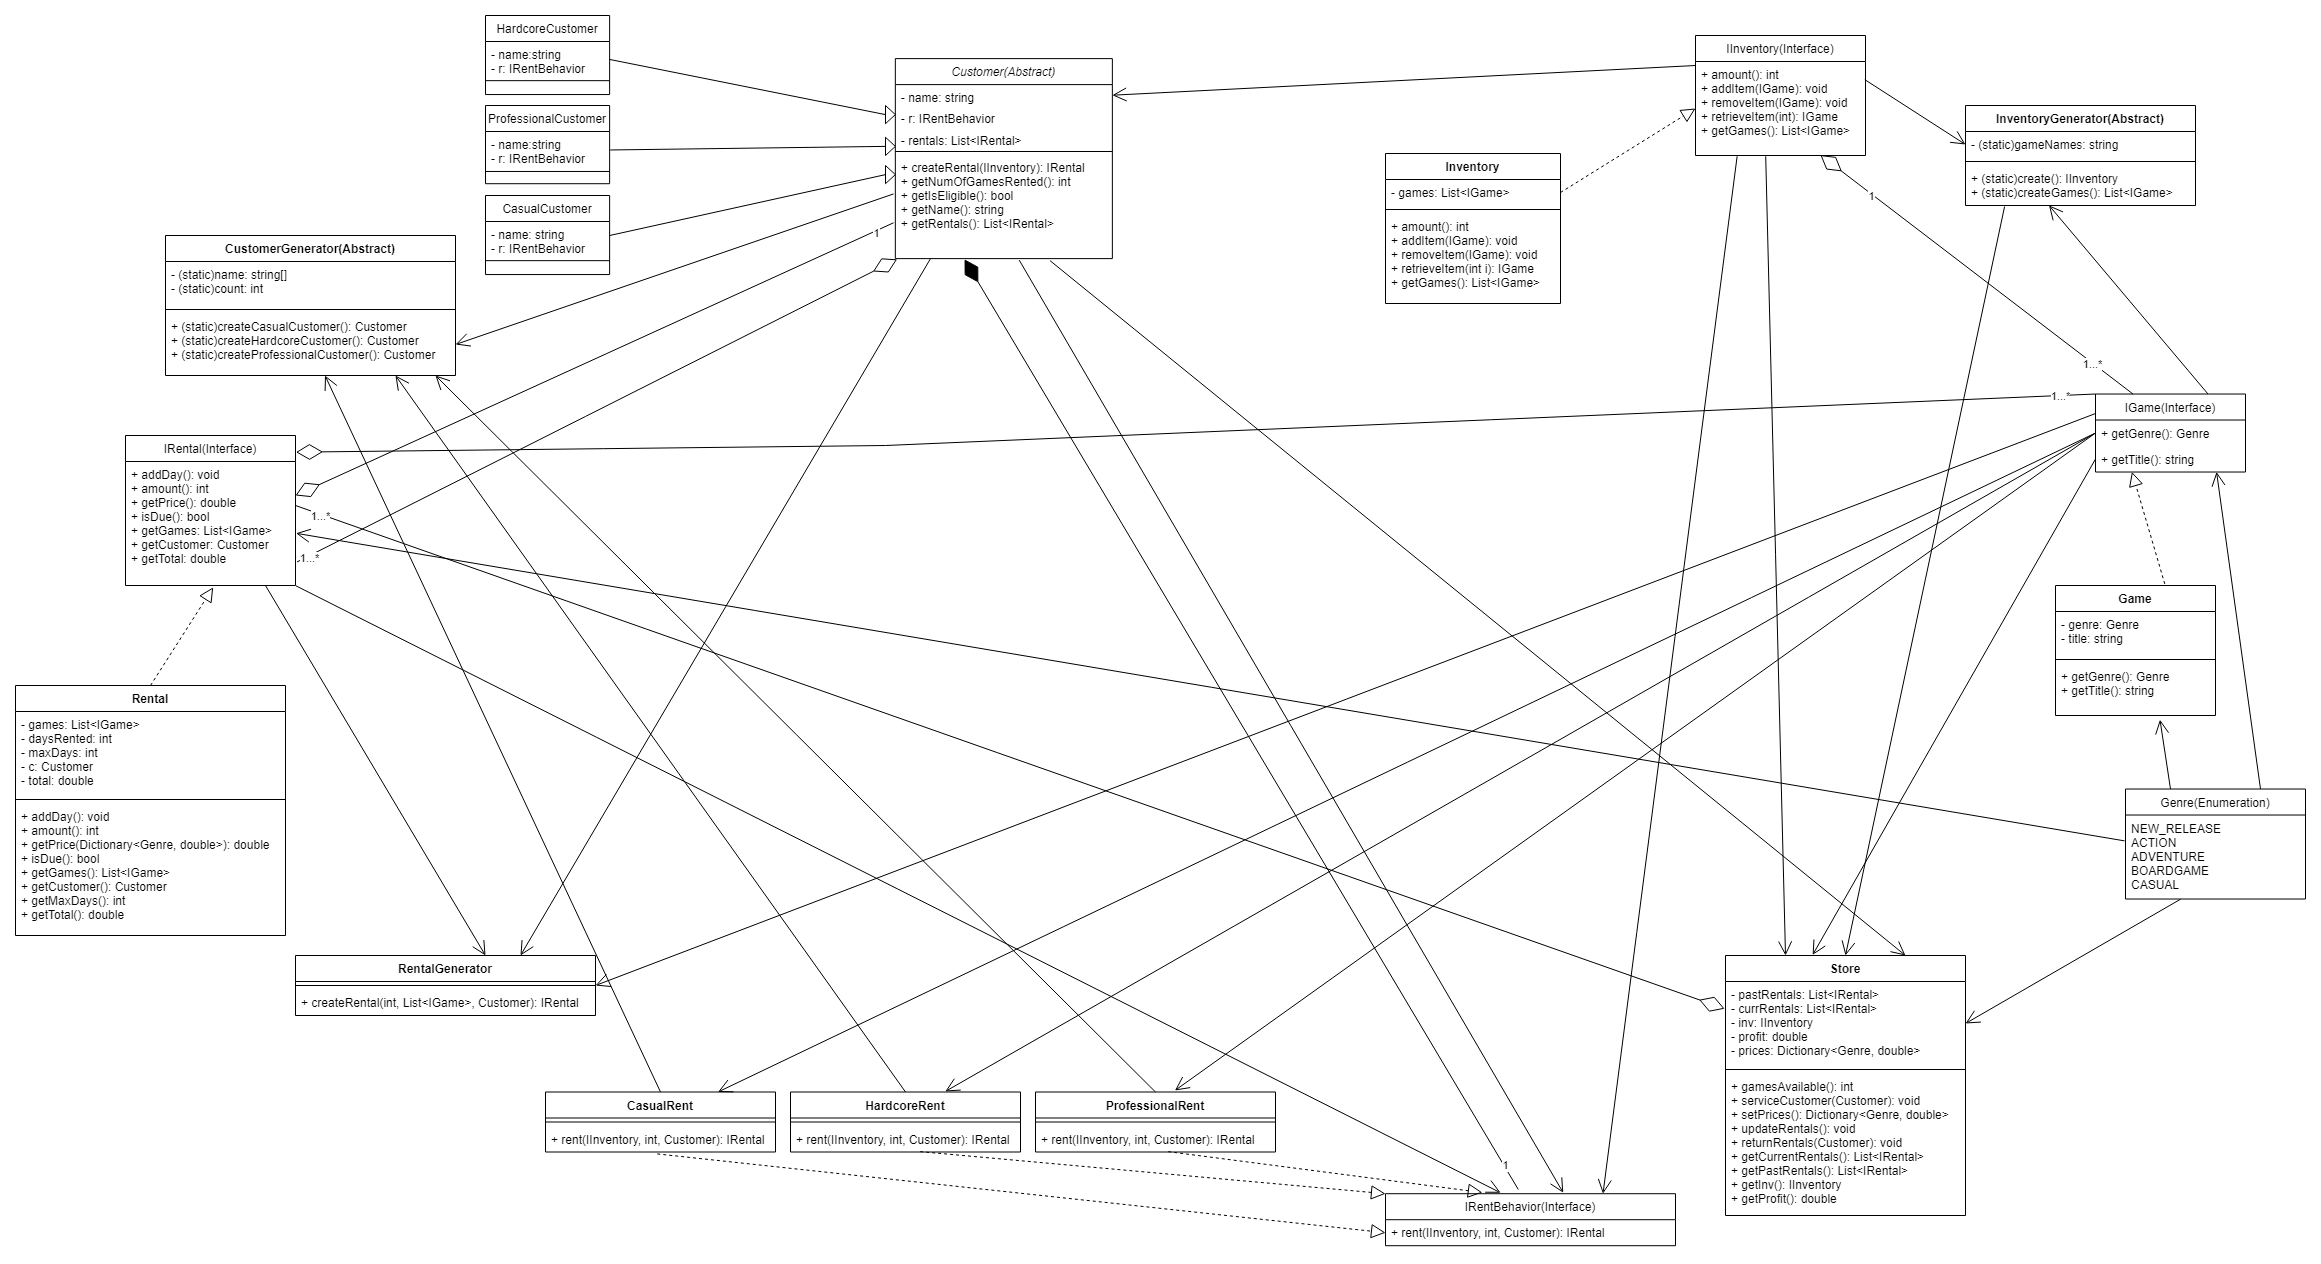 HardcoreCustomer
- name:string
- r: IRentBehavior
ProfessionalCustomer
- name:string
- r: IRentBehavior
CasualCustomer
- name: string
- r: IRentBehavior
Customer(Abstract)
- name: string
- r: IRentBehavior
- rentals: List<IRental>
+ createRental(IInventory): IRental
+ getNumOfGamesRented(): int
+ getIsEligible(): bool
+ getName(): string
+ getRentals(): List<IRental>
IInventory(Interface)
+ amount(): int
+ addItem(IGame): void
+ removeItem(IGame): void
+ retrieveItem(int): IGame
+ getGames(): List<IGame>
InventoryGenerator(Abstract)
- (static)gameNames: string
+ (static)create(): IInventory
+ (static)createGames(): List<IGame>
Inventory
- games: List<IGame>
+ amount(): int
+ addItem(IGame): void
+ removeItem(IGame): void
+ retrieveItem(int i): IGame
+ getGames(): List<IGame>
CustomerGenerator(Abstract)
- (static)name: string[]
- (static)count: int
+ (static)createCasualCustomer(): Customer
+ (static)createHardcoreCustomer(): Customer
+ (static)createProfessionalCustomer(): Customer
1
1
1...*
1...*
IGame(Interface)
+ getGenre(): Genre
+ getTitle(): string
IRental(Interface)
+ addDay(): void
+ amount(): int
+ getPrice(): double
+ isDue(): bool
+ getGames: List<IGame>
+ getCustomer: Customer
+ getTotal: double
1...*
1...*
Game
- genre: Genre
- title: string
+ getGenre(): Genre
+ getTitle(): string
Rental
- games: List<IGame>
- daysRented: int
- maxDays: int
- c: Customer
- total: double
+ addDay(): void
+ amount(): int
+ getPrice(Dictionary<Genre, double>): double
+ isDue(): bool
+ getGames(): List<IGame>
+ getCustomer(): Customer
+ getMaxDays(): int
+ getTotal(): double
Genre(Enumeration)
NEW_RELEASE
ACTION
ADVENTURE
BOARDGAME
CASUAL
RentalGenerator
+ createRental(int, List<IGame>, Customer): IRental
Store
- pastRentals: List<IRental>
- currRentals: List<IRental>
- inv: IInventory
- profit: double
- prices: Dictionary<Genre, double>
+ gamesAvailable(): int
+ serviceCustomer(Customer): void
+ setPrices(): Dictionary<Genre, double>
+ updateRentals(): void
+ returnRentals(Customer): void
+ getCurrentRentals(): List<IRental>
+ getPastRentals(): List<IRental>
+ getInv(): IInventory
+ getProfit(): double
CasualRent
+ rent(IInventory, int, Customer): IRental
HardcoreRent
+ rent(IInventory, int, Customer): IRental
ProfessionalRent
+ rent(IInventory, int, Customer): IRental
1
IRentBehavior(Interface)
+ rent(IInventory, int, Customer): IRental